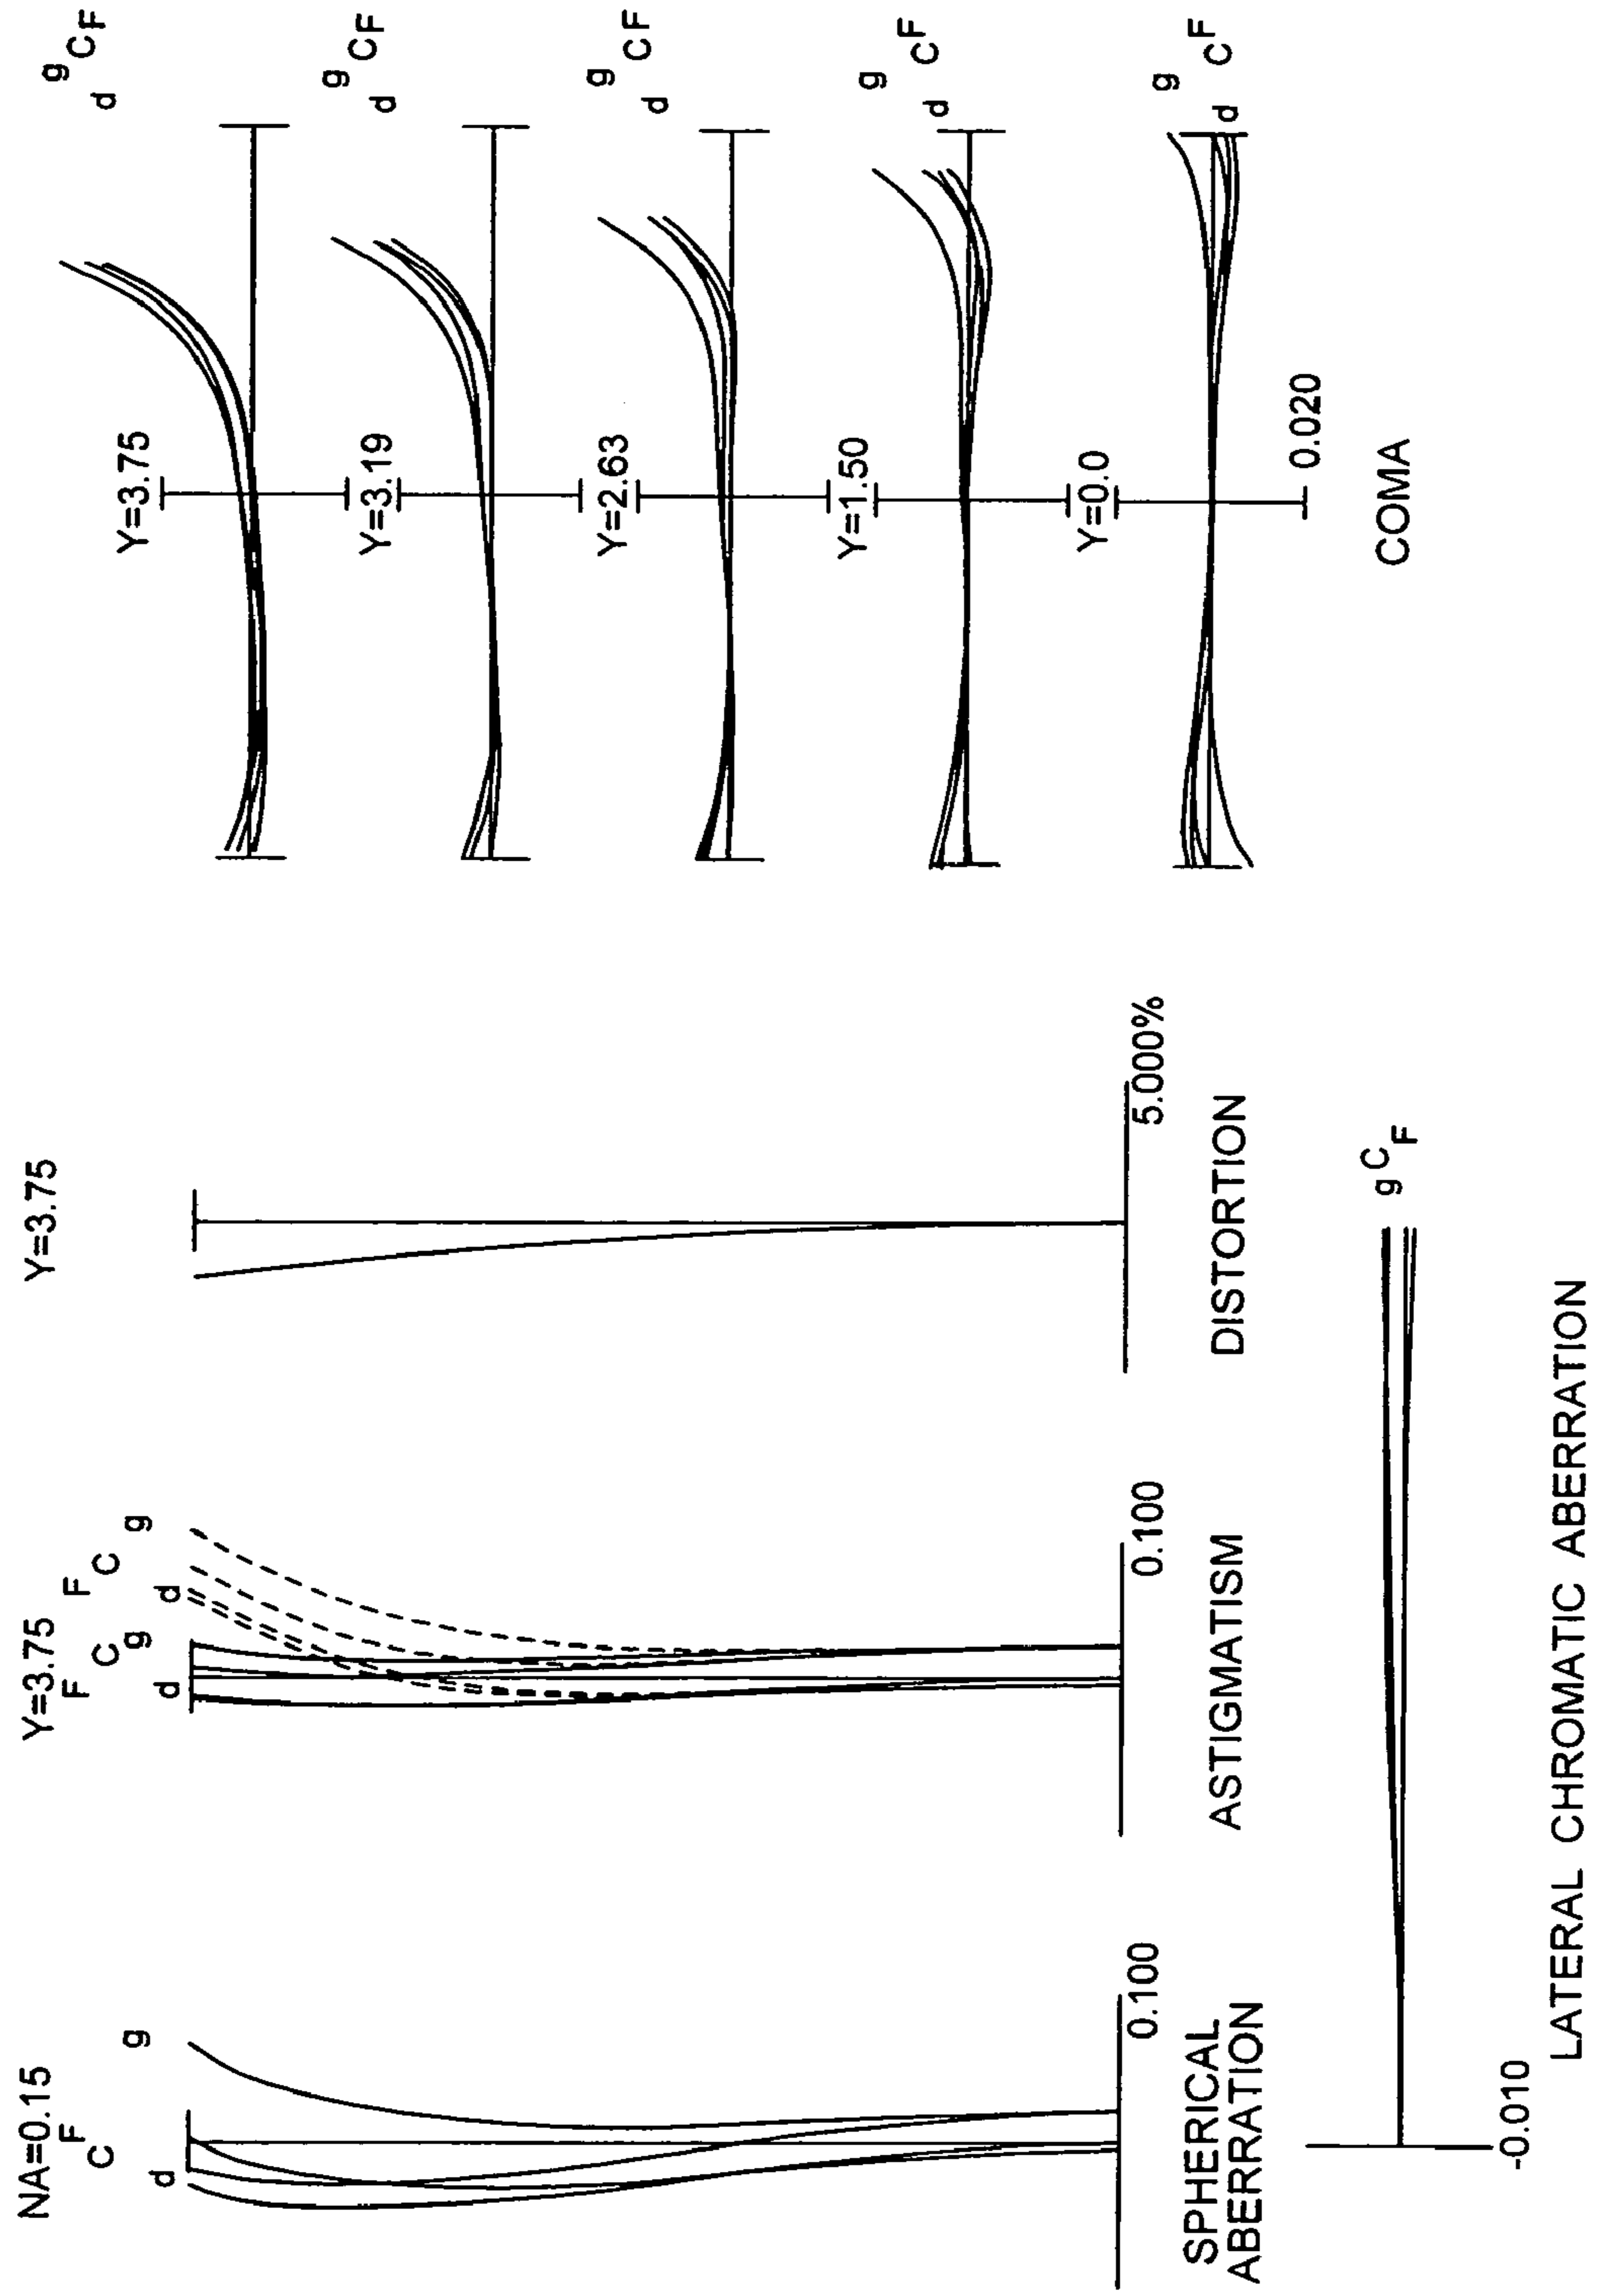 NA=0.15
F
C
d
g
SPHERICAL
ABERRATION
0.100
Y=3.75
F
C
d
g
F
C
d
g
ASTIGMATISM
0.100
Y=3.75
DISTORTION
5.000%
Y=3.75
g
d
C F
Y=3.19
g
d
C F
Y=2.63
g
d
C F
Y=1.50
g
d
C F
Y=0.0
g
d
C F
0.020
COMA
g C
F
-0.010
LATERAL CHROMATIC ABERRATION